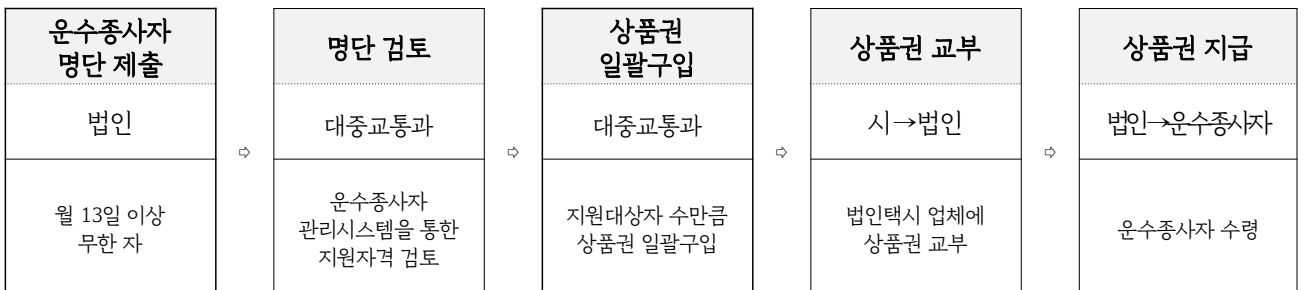 운수종사자
명단 제출
법인
월 13일 이상
무한 자
⇨
명단 검토
대중교통과
운수종사자
관리시스템을 통한
지원자격 검토
⇨
상품권
일괄구입
대중교통과
지원대상자 수만큼
상품권 일괄구입
⇨
상품권 교부
시→법인
법인택시 업체에
상품권 교부
⇨
상품권 지급
법인→운수종사자
운수종사자 수령